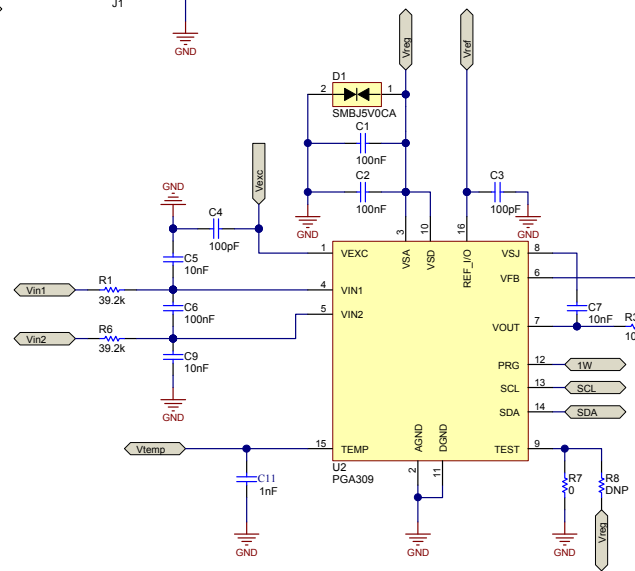 J1
GND
Vreg
Vref
D1
2
1
SMBJ5V0CA
C1
100nF
C2
100nF
C3
100pF
GND
GND
GND
Vexc
C4
100pF
C5
10nF
3
10
16
1
VEXC
VSA
VSD
REF_I/O
VSJ
8
VFB
6
Vin1
R1
39.2k
4
VIN1
C6
100nF
5
VIN2
C7
10nF
VOUT
7
Vin2
R6
39.2k
C9
10nF
PRG
12
1W
SCL
13
SCL
SDA
14
SDA
GND
Vtemp
15
TEMP
AGND
DGND
TEST
9
U2
PGA309
2
11
C11
1nF
R7
0
R8
DNP
GND
GND
GND
Vreg